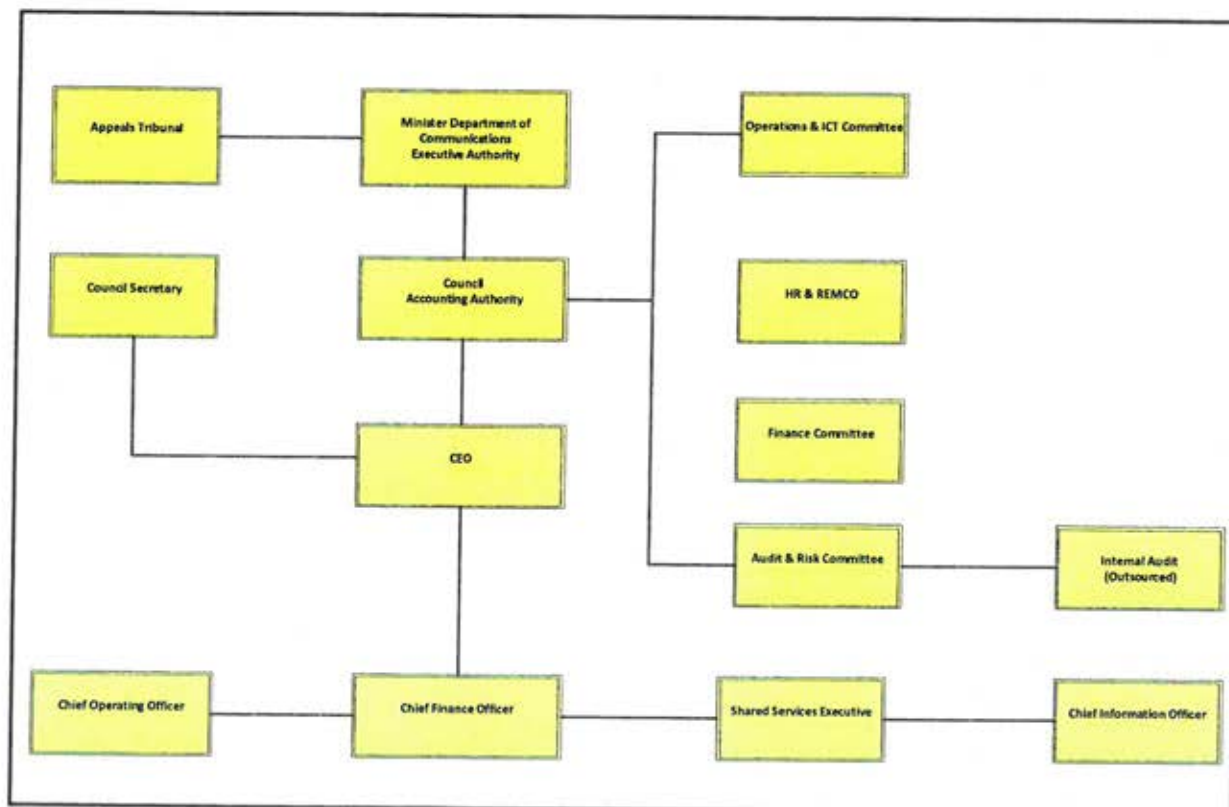 Appeals Tribunal
Minister Department of
Communications
Executive Authority
Operations & ICT Committee
Council Secretary
Council
Accounting Authority
HR & REMCO
Finance Committee
CEO
Audit & Risk Committee
Internal Audit
(Outsourced)
Chief Operating Officer
Chief Finance Officer
Shared Services Executive
Chief Information Officer